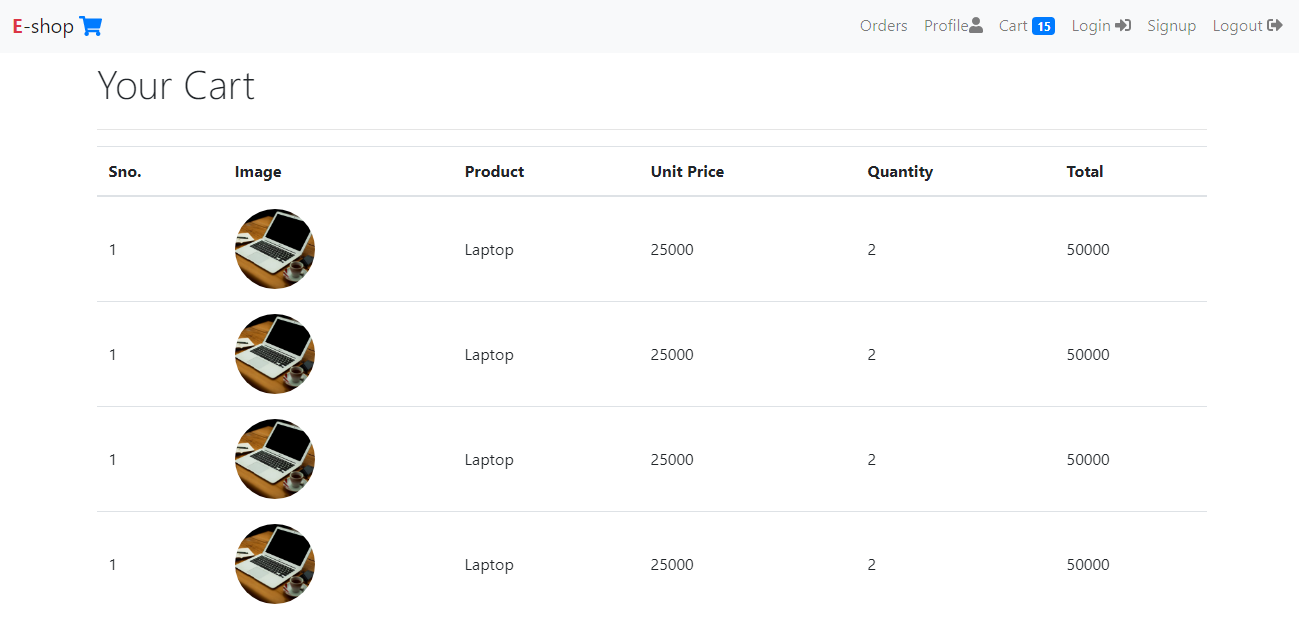 E-shop Orders Profile Cart 15 Login Signup Logout
Your Cart
Sno. Image Product Unit Price Quantity Total
1 Laptop 25000 2 50000
1 Laptop 25000 2 50000
1 Laptop 25000 2 50000
1 Laptop 25000 2 50000